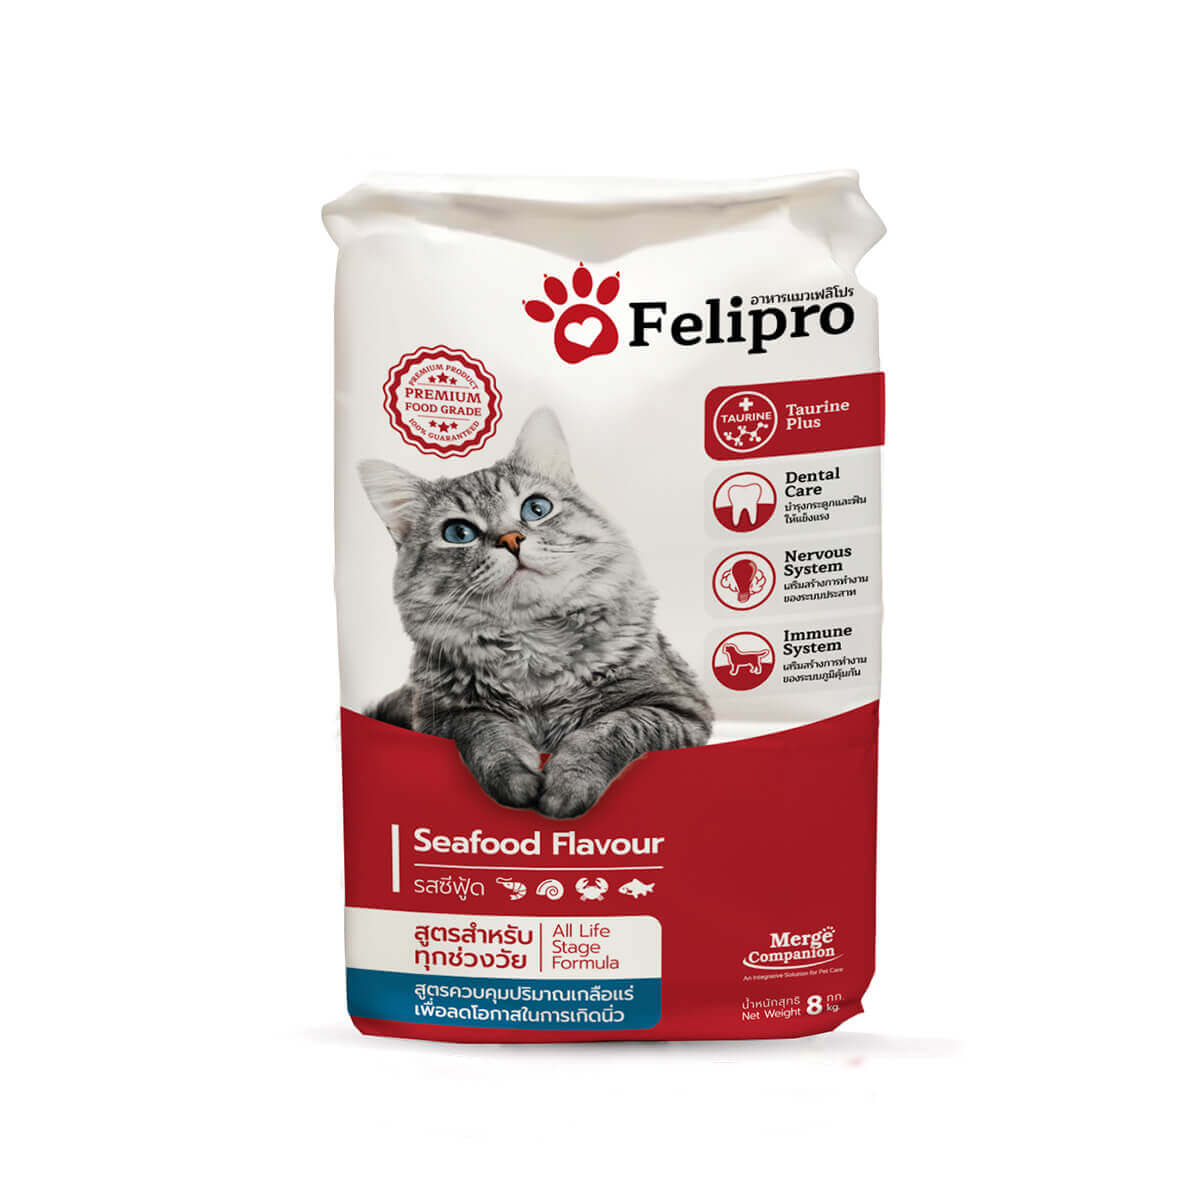 อาหารแมวเฟลิโปร
Felipro
PREMIUM PRODUCT
PREMIUM
FOOD GRADE
100% GUARANTEED
TAURINE
Taurine
Plus
Dental
Care
บำรุงกระดูกและฟัน
ให้แข็งแรง
Nervous
System
เสริมสร้างการทำงาน
ของระบบประสาท
Immune
System
เสริมสร้างการทำงาน
ของระบบภูมิคุ้มกัน
Seafood Flavour
รสซีฟู้ด
สูตรสำหรับ
ทุกช่วงวัย
All Life
Stage
Formula
สูตรควบคุมปริมาณเกลือแร่
เพื่อลดโอกาสในการเกิดนิ่ว
Merge
Companion
An Integrative Solution for Pet Care
น้ำหนักสุทธิ 8 กก.
Net Weight kg.